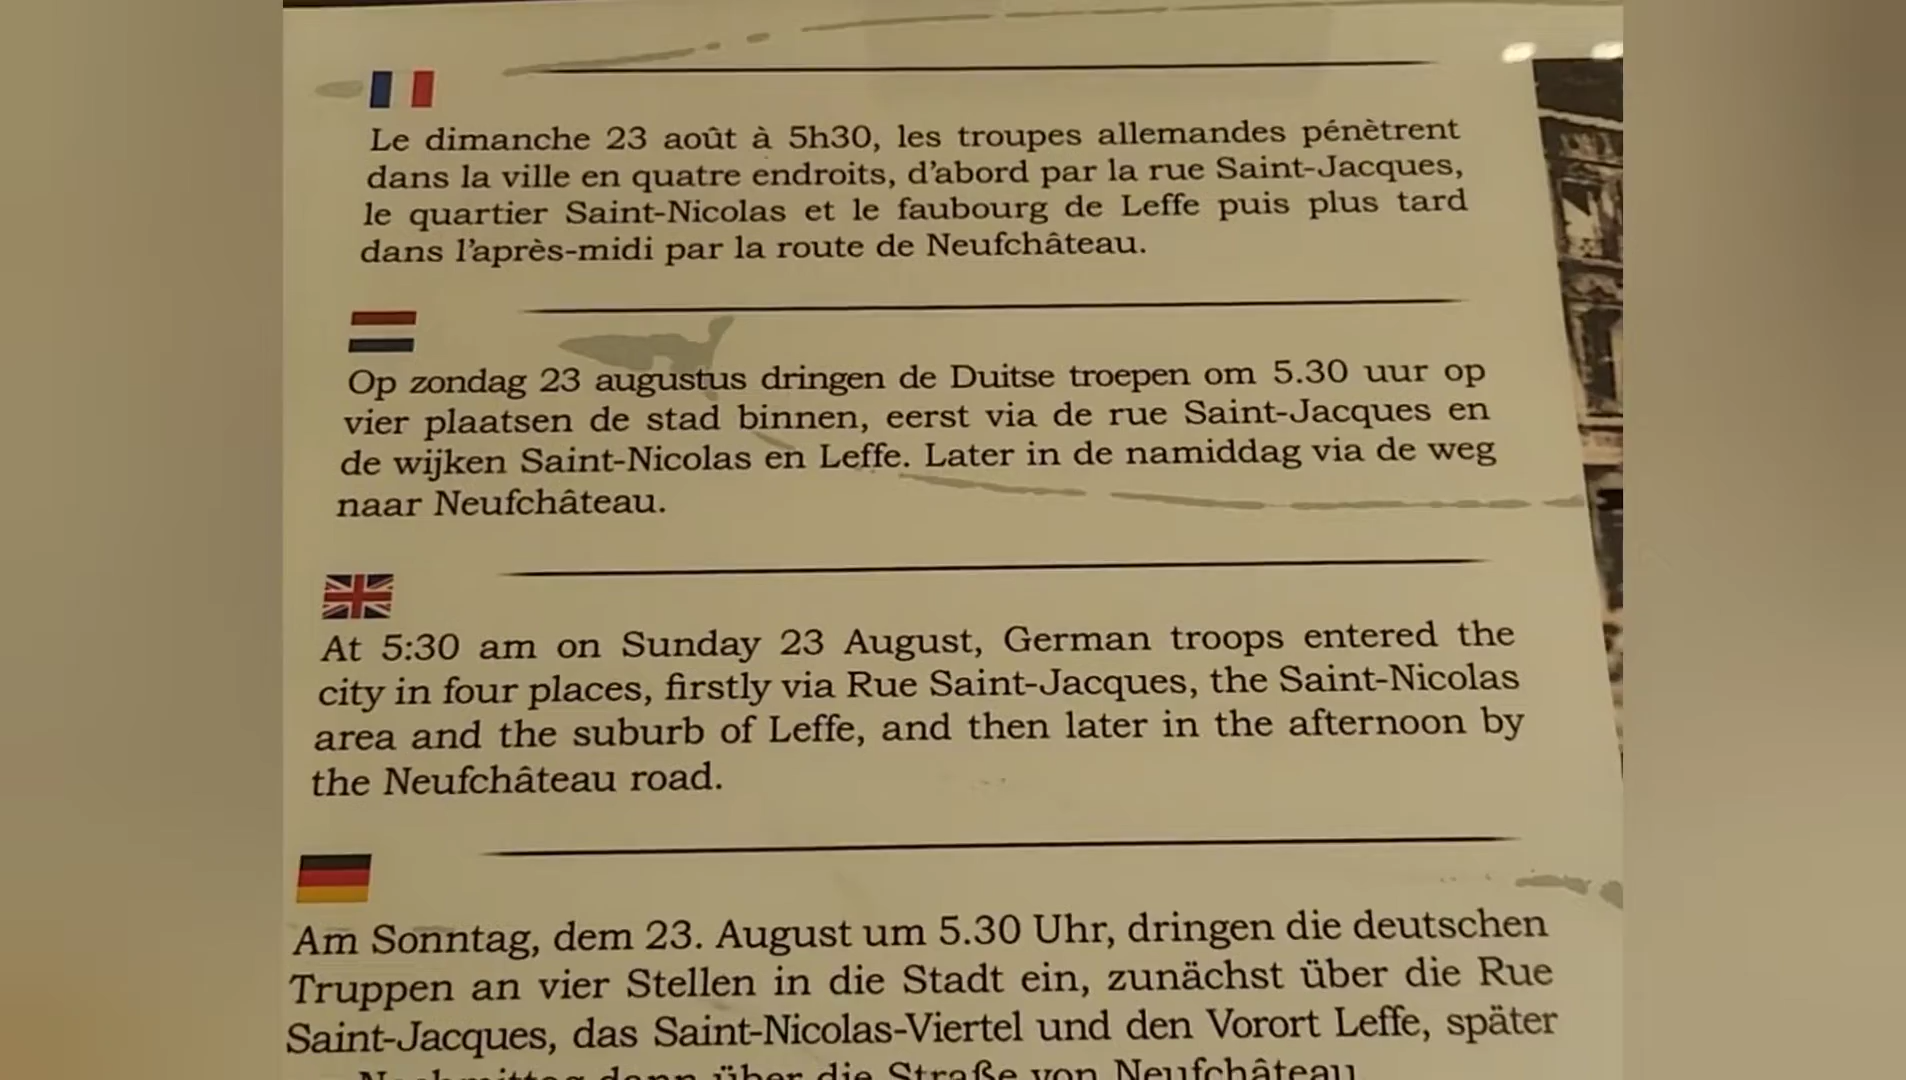 Le dimanche 23 août à 5h30, les troupes allemandes pénètrent
dans la ville en quatre endroits, d'abord par la rue Saint-Jacques,
le quartier Saint-Nicolas et le faubourg de Leffe puis plus tard
dans l'après-midi par la route de Neufchâteau.
Op zondag 23 augustus dringen de Duitse troepen om 5.30 uur op
vier plaatsen de stad binnen, eerst via de rue Saint-Jacques en
de wijken Saint-Nicolas en Leffe. Later in de namiddag via de weg
naar Neufchâteau.
At 5:30 am on Sunday 23 August, German troops entered the
city in four places, firstly via Rue Saint-Jacques, the Saint-Nicolas
area and the suburb of Leffe, and then later in the afternoon by
the Neufchâteau road.
Am Sonntag, dem 23. August um 5.30 Uhr, dringen die deutschen
Truppen an vier Stellen in die Stadt ein, zunächst über die Rue
Saint-Jacques, das Saint-Nicolas-Viertel und den Vorort Leffe, später
Nachmittag dann über die Straße von Neufchâteau